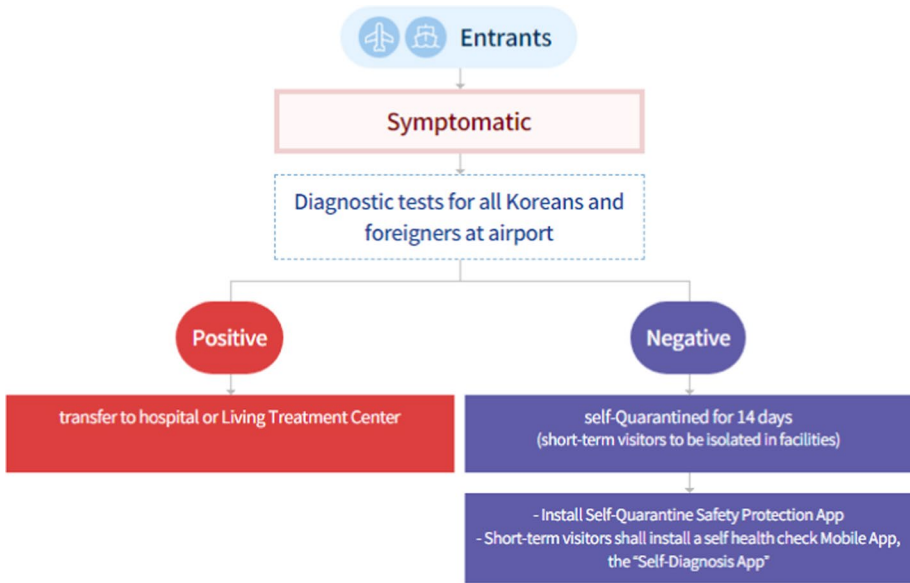 Entrants
Symptomatic
Diagnostic tests for all Koreans and
foreigners at airport
Positive
Negative
transfer to hospital or Living Treatment Center
self-Quarantined for 14 days
(short-term visitors to be isolated in facilities)
- Install Self-Quarantine Safety Protection App
- Short-term visitors shall install a self health check Mobile App,
the “Self-Diagnosis App”